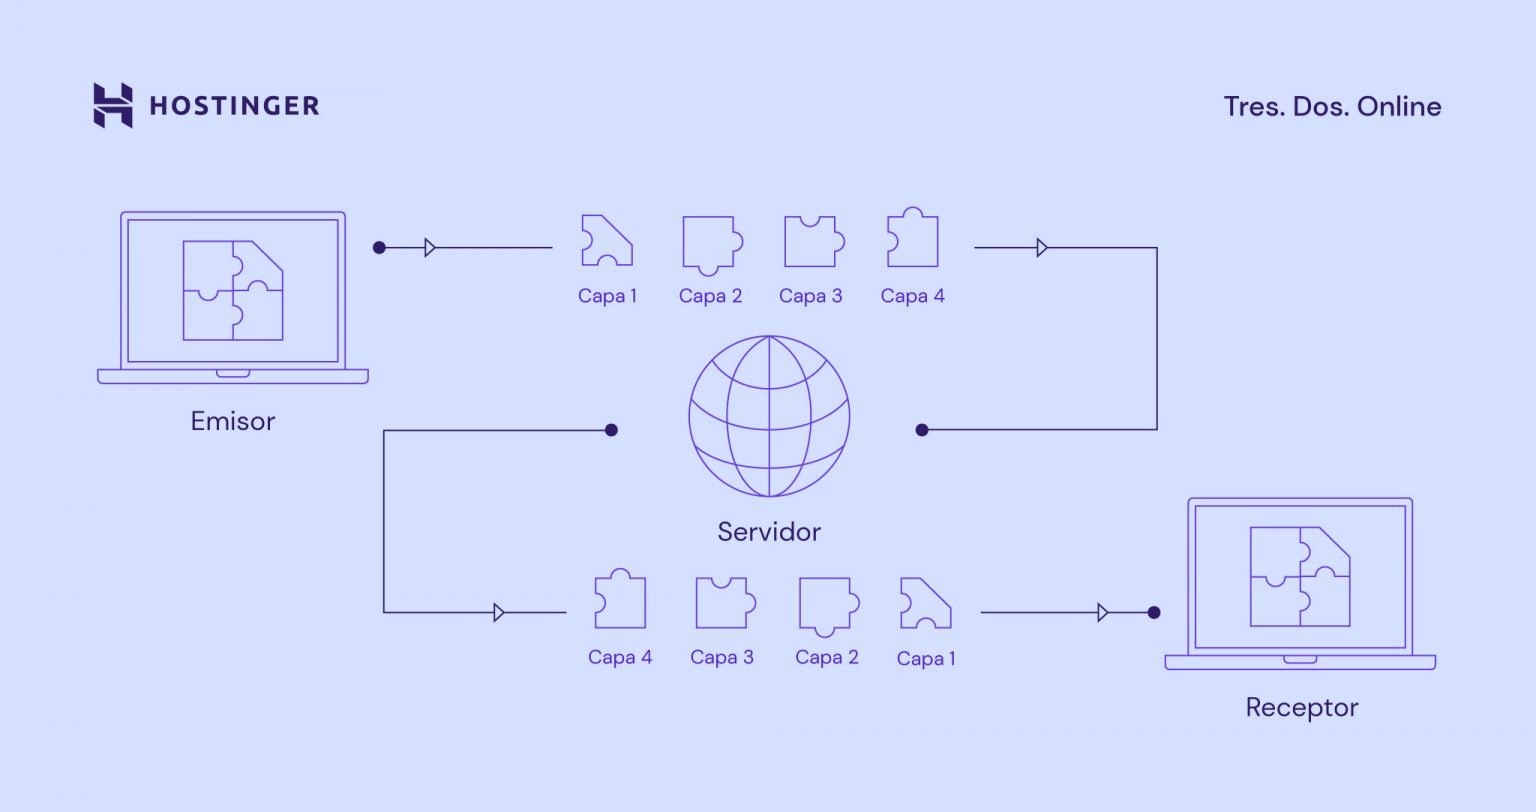 HOSTINGER
Tres. Dos. Online
Capa 1
Capa 2
Capa 3
Capa 4
Emisor
Servidor
Capa 4
Capa 3
Capa 2
Capa 1
Receptor